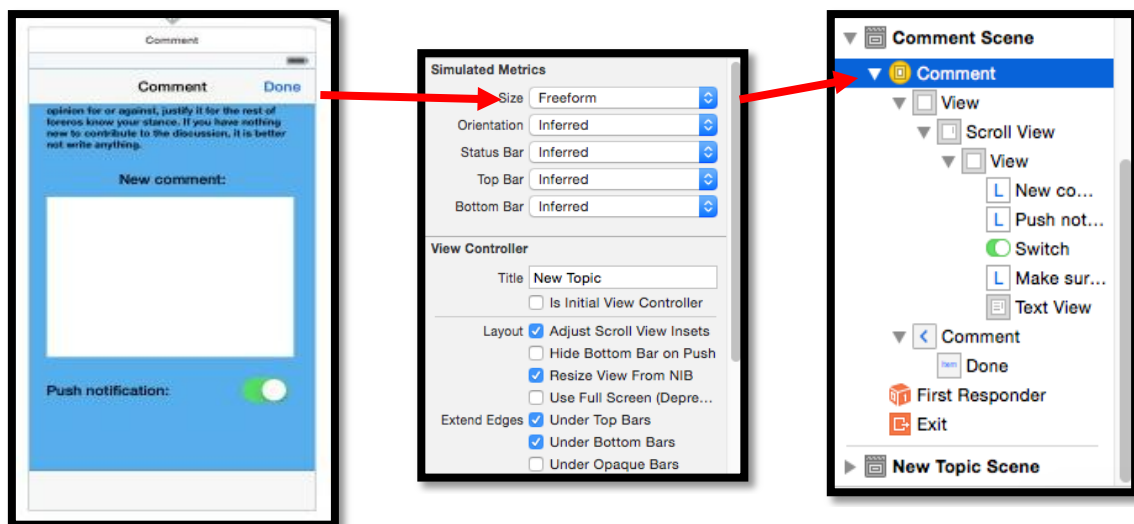 Comment
Comment Done
opinion for or against, justify it for the rest of
foreros know your stance. If you have nothing
new to contribute to the discussion, it is better
not write anything.
New comment:
Push notification:
Simulated Metrics
Size Freeform
Orientation Inferred
Status Bar Inferred
Top Bar Inferred
Bottom Bar Inferred
View Controller
Title New Topic
Is Initial View Controller
Layout Adjust Scroll View Insets
Hide Bottom Bar on Push
Resize View From NIB
Use Full Screen (Depre...
Extend Edges Under Top Bars
Under Bottom Bars
Under Opaque Bars
Comment Scene
Comment
View
Scroll View
View
L New co...
L Push not...
Switch
L Make sur...
Text View
Comment
Item Done
First Responder
Exit
New Topic Scene